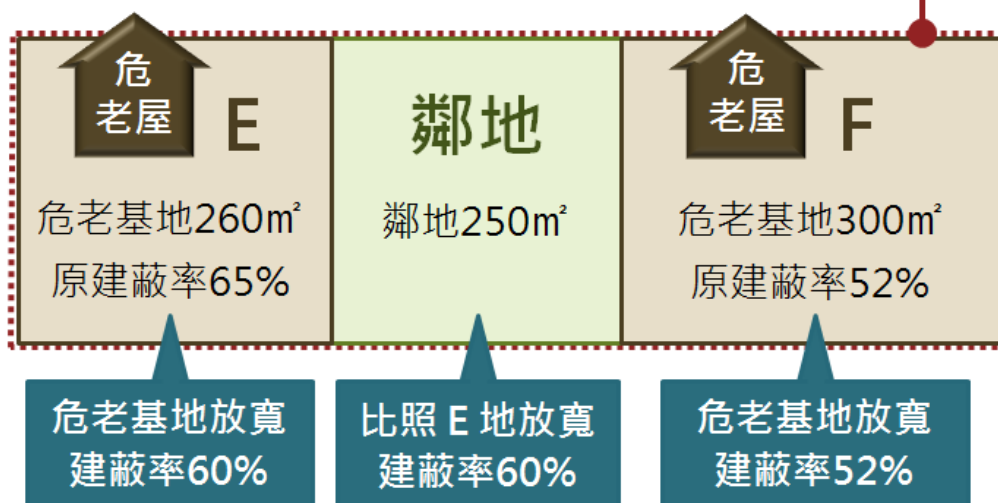 危
老屋
E
危老基地260㎡
原建蔽率65%
鄰地
鄰地250㎡
危
老屋
F
危老基地300㎡
原建蔽率52%
危老基地放寬
建蔽率60%
比照 E 地放寬
建蔽率60%
危老基地放寬
建蔽率52%